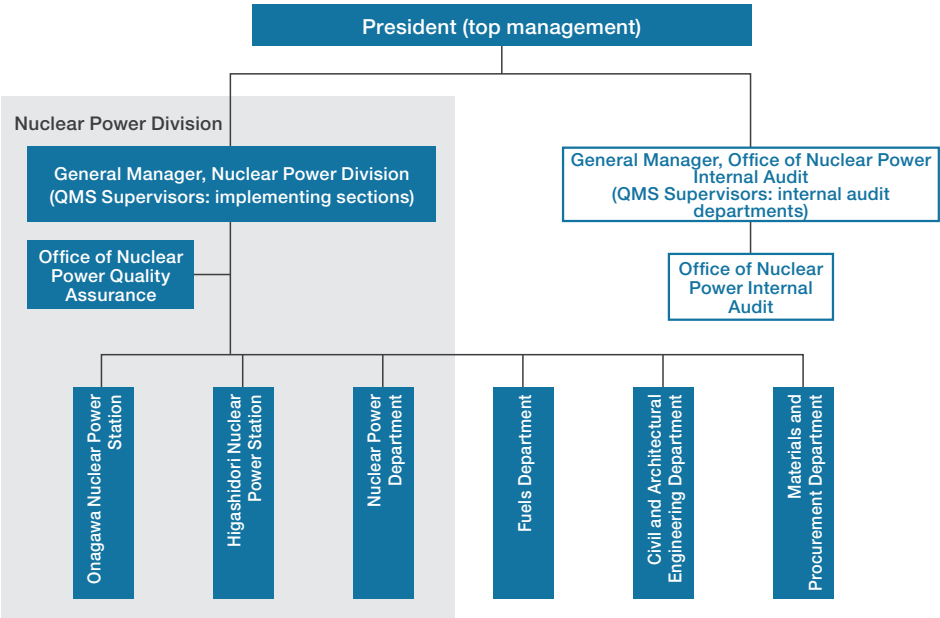 President (top management)
Nuclear Power Division
General Manager, Nuclear Power Division
(QMS Supervisors: implementing sections)
General Manager, Office of Nuclear Power
Internal Audit
(QMS Supervisors: internal audit
departments)
Office of Nuclear
Power Quality
Assurance
Office of Nuclear
Power Internal
Audit
Onagawa Nuclear Power
Station
Higashidori Nuclear
Power Station
Nuclear Power
Department
Fuels Department
Civil and Architectural
Engineering Department
Materials and
Procurement Department